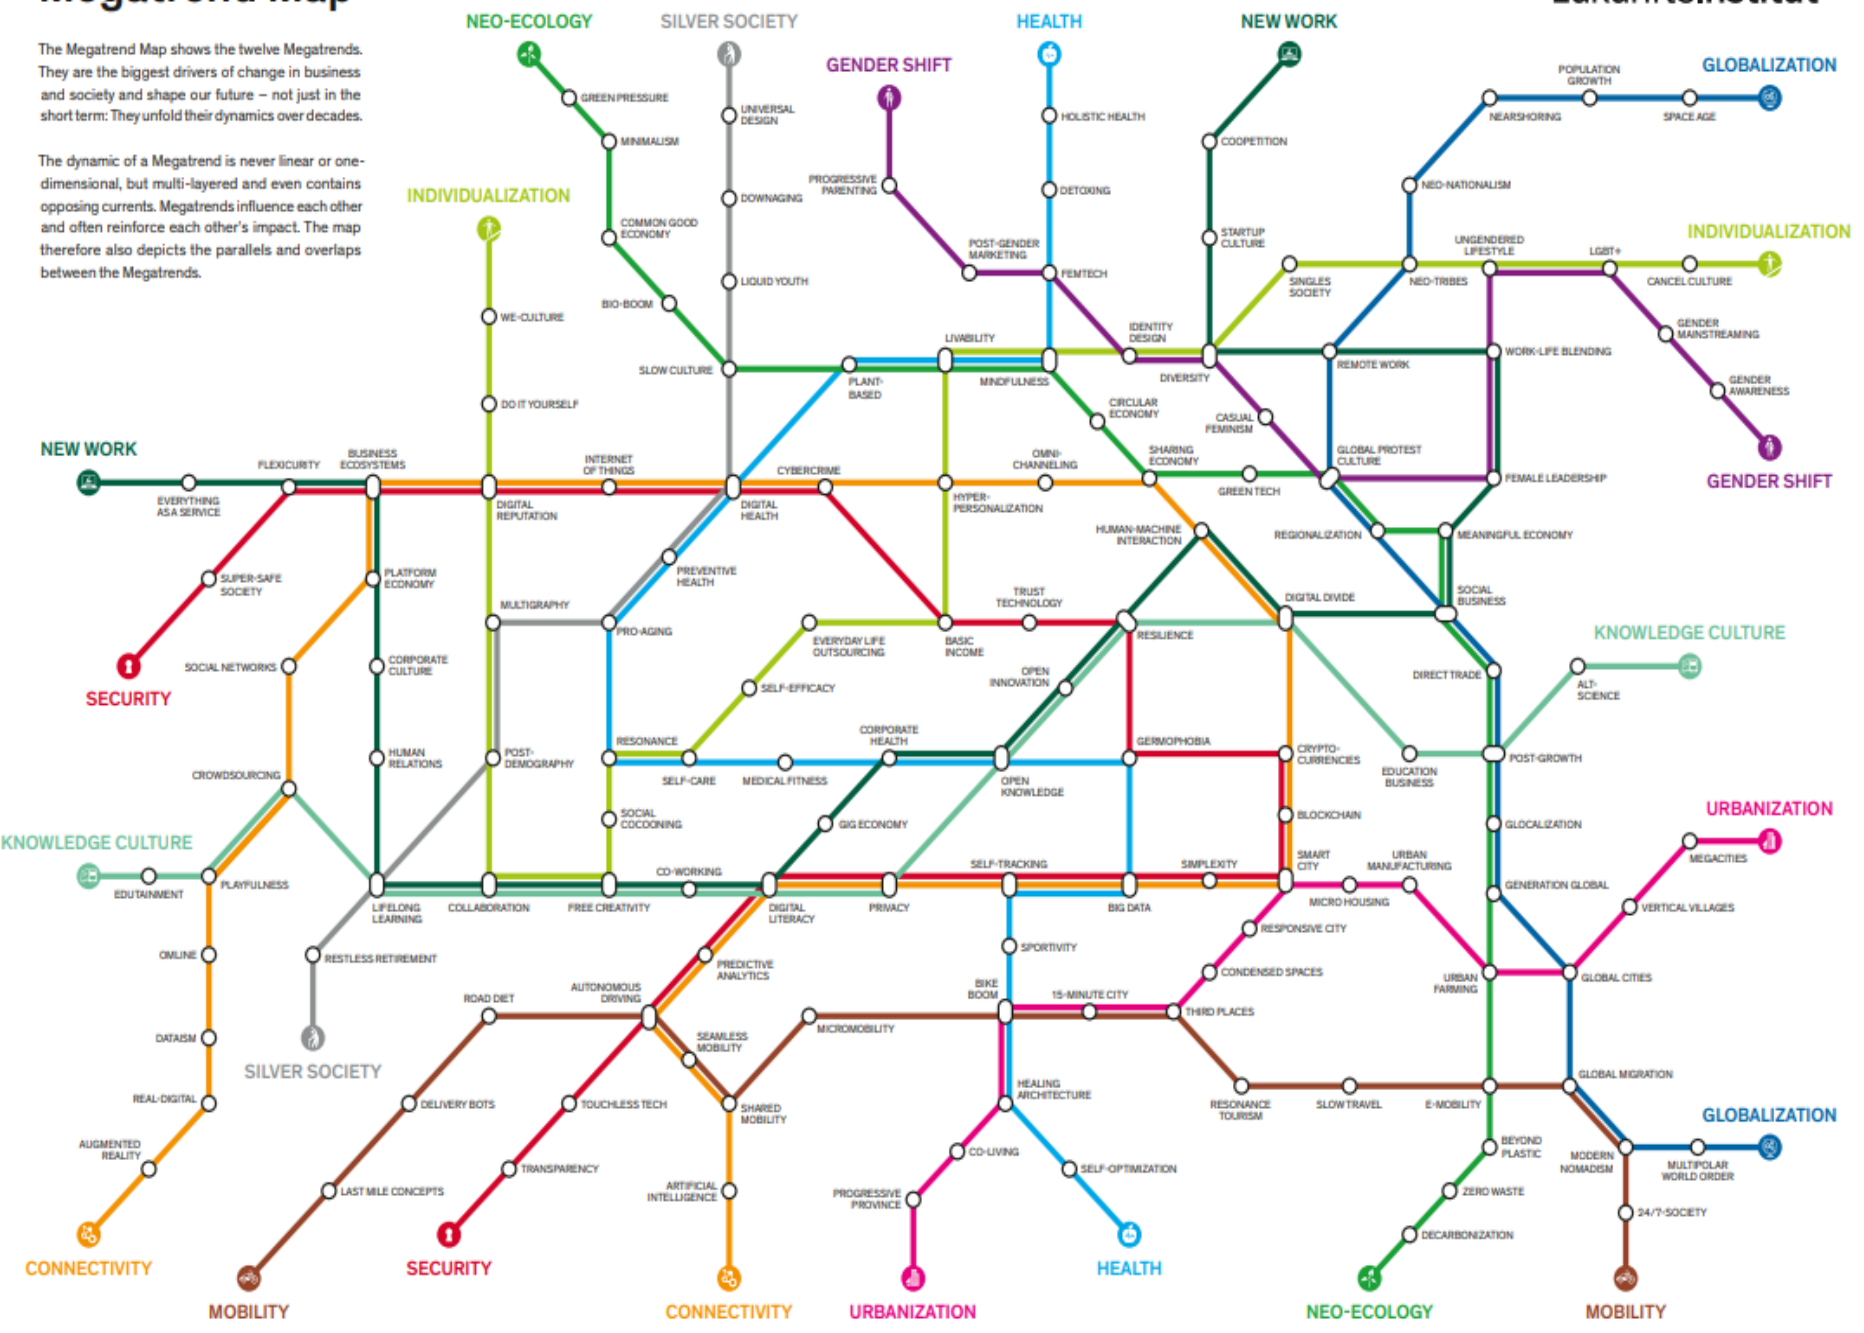 Megatrend Map
Zukunftsinstitut
The Megatrend Map shows the twelve Megatrends.
They are the biggest drivers of change in business
and society and shape our future – not just in the
short term: They unfold their dynamics over decades.
The dynamic of a Megatrend is never linear or one-
dimensional, but multi-layered and even contains
opposing currents. Megatrends influence each other
and often reinforce each other's impact. The map
therefore also depicts the parallels and overlaps
between the Megatrends.
NEO-ECOLOGY
SILVER SOCIETY
HEALTH
NEW WORK
GENDER SHIFT
GLOBALIZATION
POPULATION
GROWTH
GREEN PRESSURE
UNIVERSAL
DESIGN
HOLISTIC HEALTH
NEARSHORING
SPACE AGE
MINIMALISM
COOPETITION
PROGRESSIVE
PARENTING
INDIVIDUALIZATION
DOWNAGING
DETOXING
NEO-NATIONALISM
COMMON GOOD
ECONOMY
POST-GENDER
MARKETING
STARTUP
CULTURE
UNGENDERED
LIFESTYLE
LGBT+
INDIVIDUALIZATION
LIQUID YOUTH
FEMTECH
SINGLES
SOCIETY
NEO-TRIBES
CANCEL CULTURE
BIO-BOOM
WE-CULTURE
LIVABILITY
IDENTITY
DESIGN
GENDER
MAINSTREAMING
SLOW CULTURE
PLANT-
BASED
MINDFULNESS
DIVERSITY
REMOTE WORK
WORK-LIFE BLENDING
GENDER
AWARENESS
DO IT YOURSELF
CIRCULAR
ECONOMY
CASUAL
FEMINISM
NEW WORK
FLEXICURITY
BUSINESS
ECOSYSTEMS
INTERNET
OF THINGS
CYBERCRIME
OMNI-
CHANNELING
SHARING
ECONOMY
GLOBAL PROTEST
CULTURE
GREEN TECH
FEMALE LEADERSHIP
GENDER SHIFT
EVERYTHING
AS A SERVICE
DIGITAL
REPUTATION
DIGITAL
HEALTH
HYPER-
PERSONALIZATION
HUMAN-MACHINE
INTERACTION
REGIONALIZATION
MEANINGFUL ECONOMY
SUPER-SAFE
SOCIETY
PLATFORM
ECONOMY
PREVENTIVE
HEALTH
MULTIGRAPHY
PRO-AGING
EVERYDAY LIFE
OUTSOURCING
BASIC
INCOME
TRUST
TECHNOLOGY
RESILIENCE
DIGITAL DIVIDE
SOCIAL
BUSINESS
KNOWLEDGE CULTURE
SECURITY
SOCIAL NETWORKS
CORPORATE
CULTURE
SELF-EFFICACY
OPEN
INNOVATION
DIRECT TRADE
ALT-
SCIENCE
HUMAN
RELATIONS
POST-
DEMOGRAPHY
RESONANCE
SELF-CARE
MEDICAL FITNESS
CORPORATE
HEALTH
OPEN
KNOWLEDGE
GERMOPHOBIA
CRYPTO-
CURRENCIES
EDUCATION
BUSINESS
POST-GROWTH
CROWDSOURCING
SOCIAL
COCOONING
GIG ECONOMY
BLOCKCHAIN
GLOCALIZATION
URBANIZATION
KNOWLEDGE CULTURE
EDUTAINMENT
PLAYFULNESS
LIFELONG
LEARNING
COLLABORATION
FREE CREATIVITY
CO-WORKING
DIGITAL
LITERACY
PRIVACY
SELF-TRACKING
BIG DATA
SIMPLEXITY
SMART
CITY
URBAN
MANUFACTURING
MICRO HOUSING
GENERATION GLOBAL
MEGACITIES
VERTICAL VILLAGES
OMLINE
RESTLESS RETIREMENT
PREDICTIVE
ANALYTICS
SPORTIVITY
RESPONSIVE CITY
CONDENSED SPACES
URBAN
FARMING
GLOBAL CITIES
ROAD DIET
AUTONOMOUS
DRIVING
BIKE
BOOM
15-MINUTE CITY
THIRD PLACES
DATAISM
SILVER SOCIETY
SEAMLESS
MOBILITY
MICROMOBILITY
REAL-DIGITAL
DELIVERY BOTS
TOUCHLESS TECH
SHARED
MOBILITY
HEALING
ARCHITECTURE
RESONANCE
TOURISM
SLOW TRAVEL
E-MOBILITY
GLOBAL MIGRATION
GLOBALIZATION
AUGMENTED
REALITY
LAST MILE CONCEPTS
TRANSPARENCY
ARTIFICIAL
INTELLIGENCE
CO-LIVING
PROGRESSIVE
PROVINCE
SELF-OPTIMIZATION
BEYOND
PLASTIC
MODERN
NOMADISM
MULTIPOLAR
WORLD ORDER
ZERO WASTE
24/7-SOCIETY
DECARBONIZATION
CONNECTIVITY
SECURITY
HEALTH
MOBILITY
CONNECTIVITY
URBANIZATION
NEO-ECOLOGY
MOBILITY